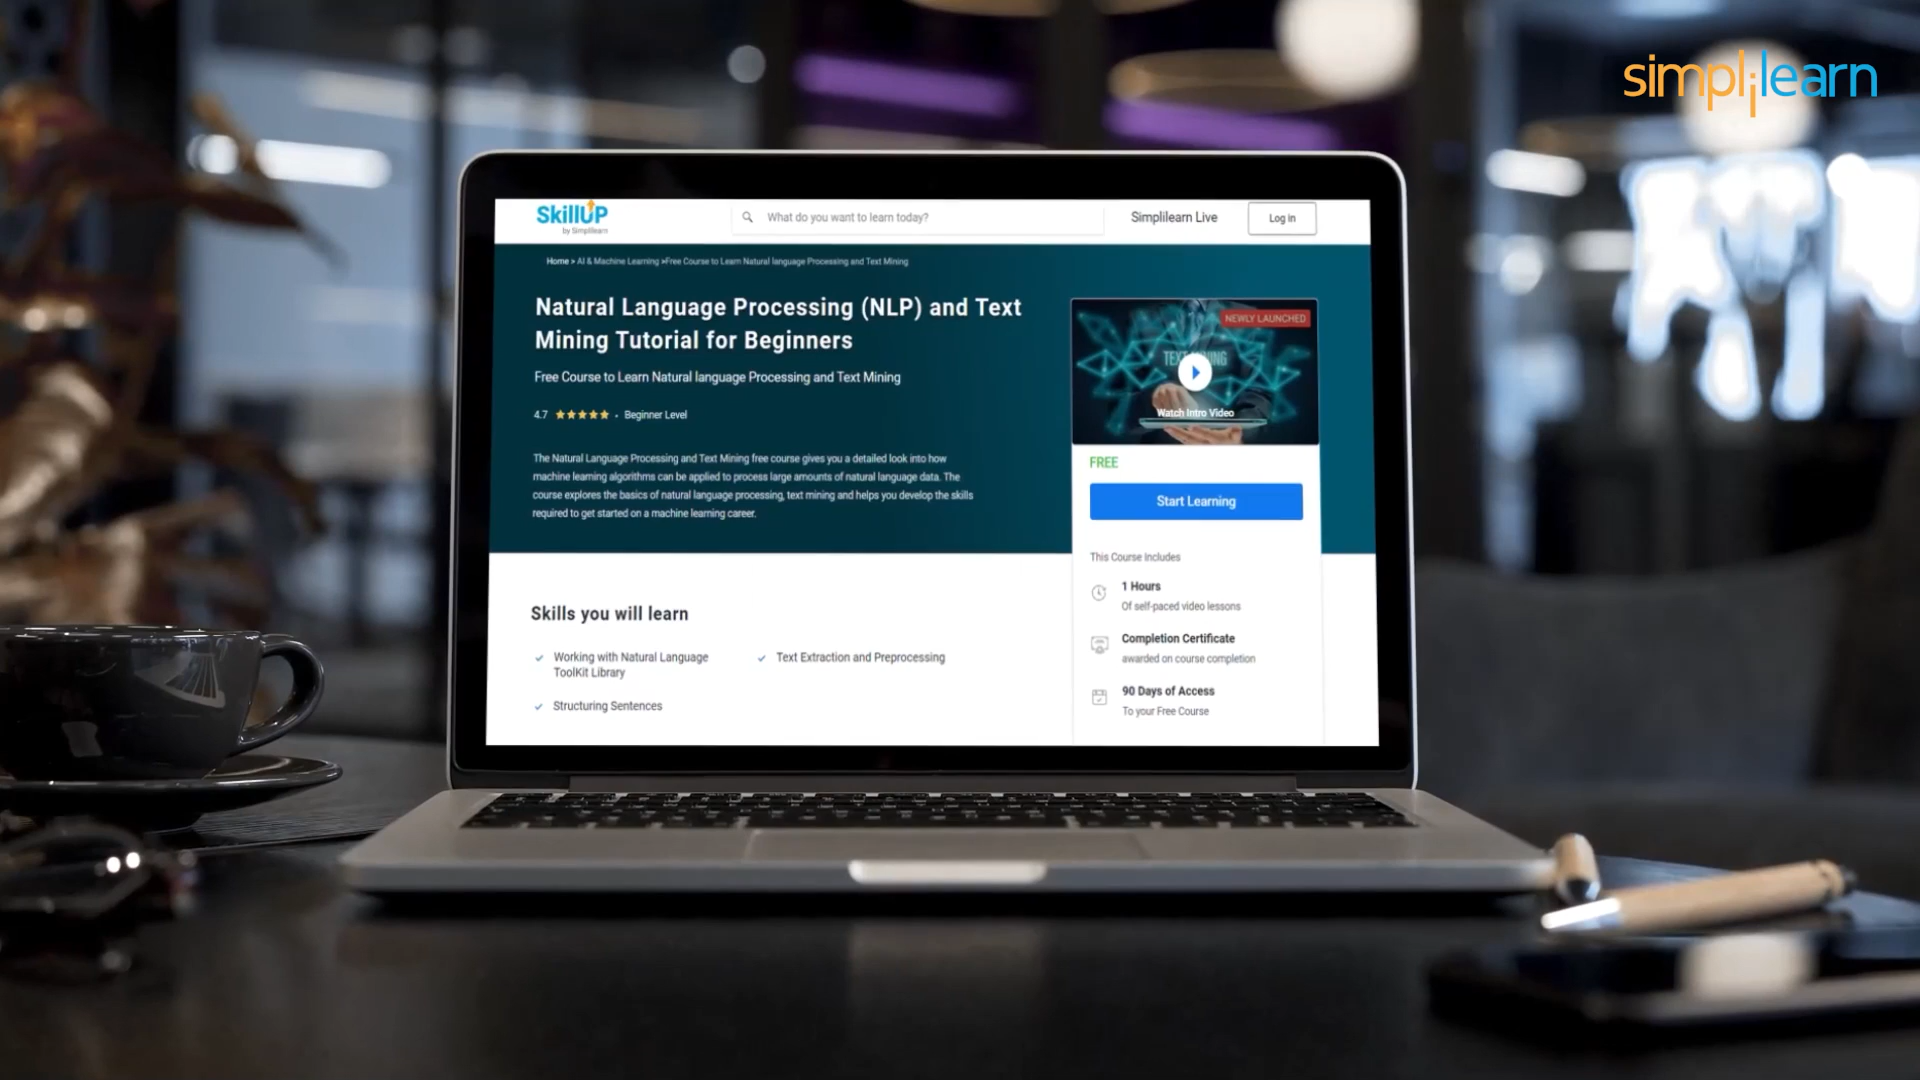 simplilearn
SkillUP
by Simplilearn
What do you want to learn today?
Simplilearn Live
Log in
Home > AI & Machine Learning >Free Course to Learn Natural language Processing and Text Mining
Natural Language Processing (NLP) and Text
Mining Tutorial for Beginners
Free Course to Learn Natural language Processing and Text Mining
4.7
Beginner Level
The Natural Language Processing and Text Mining free course gives you a detailed look into how
machine learning algorithms can be applied to process large amounts of natural language data. The
course explores the basics of natural language processing, text mining and helps you develop the skills
required to get started on a machine learning career.
NEWLY LAUNCHED
Watch Intro Video
FREE
Start Learning
This Course Includes
1 Hours
Of self-paced video lessons
Completion Certificate
awarded on course completion
90 Days of Access
To your Free Course
Skills you will learn
Working with Natural Language
ToolKit Library
Text Extraction and Preprocessing
Structuring Sentences